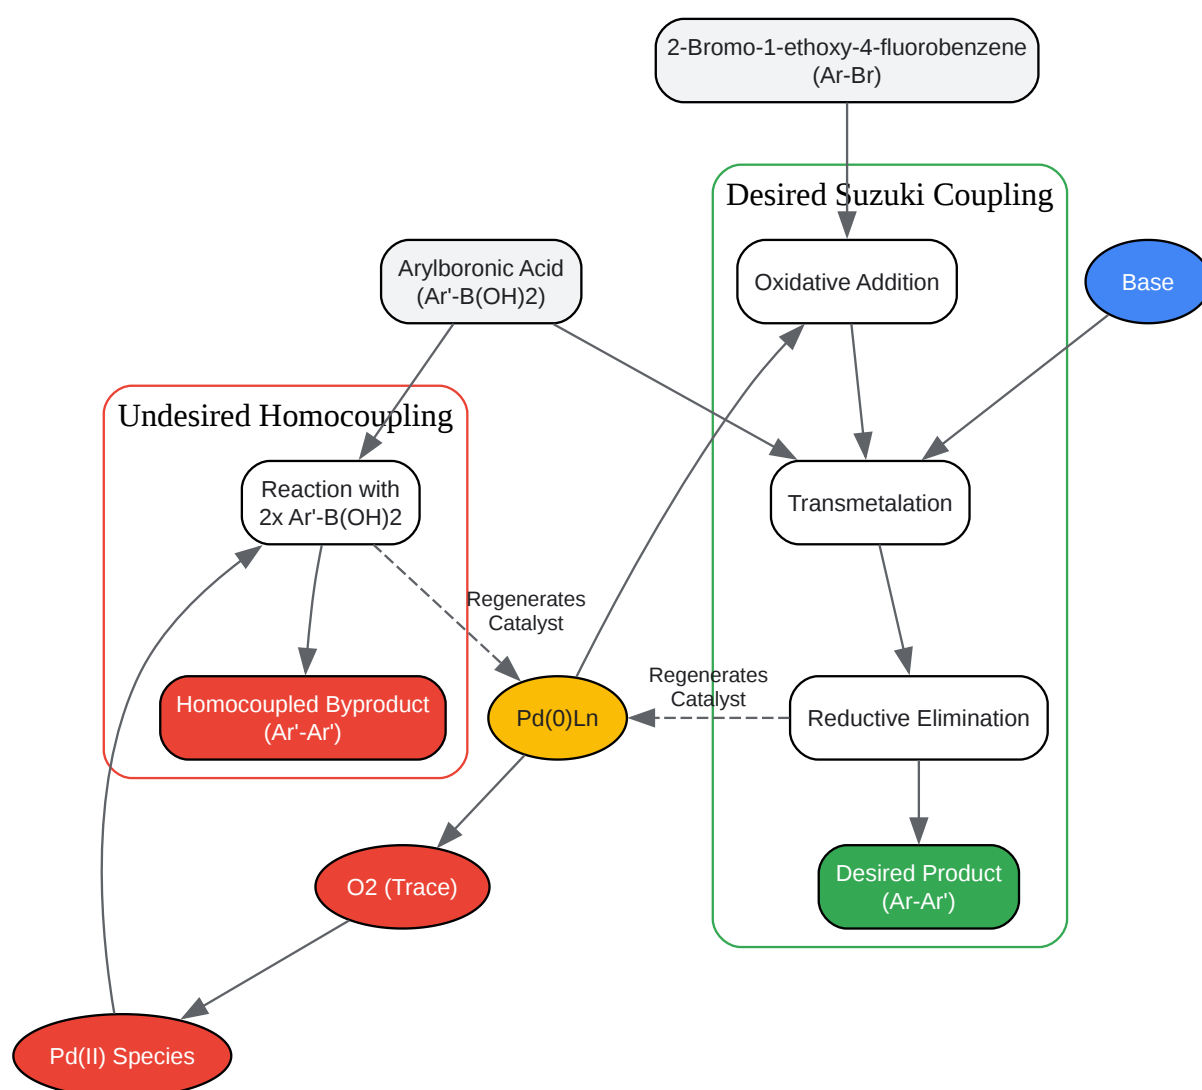 2-Bromo-1-ethoxy-4-fluorobenzene
(Ar-Br)
Desired Suzuki Coupling
Arylboronic Acid
(Ar'-B(OH)2)
Oxidative Addition
Base
Undesired Homocoupling
Reaction with
2x Ar'-B(OH)2
Transmetalation
Regenerates
Catalyst
Regenerates
Catalyst
Homocoupled Byproduct
(Ar'-Ar')
Pd(0)Ln
Reductive Elimination
O2 (Trace)
Desired Product
(Ar-Ar')
Pd(II) Species